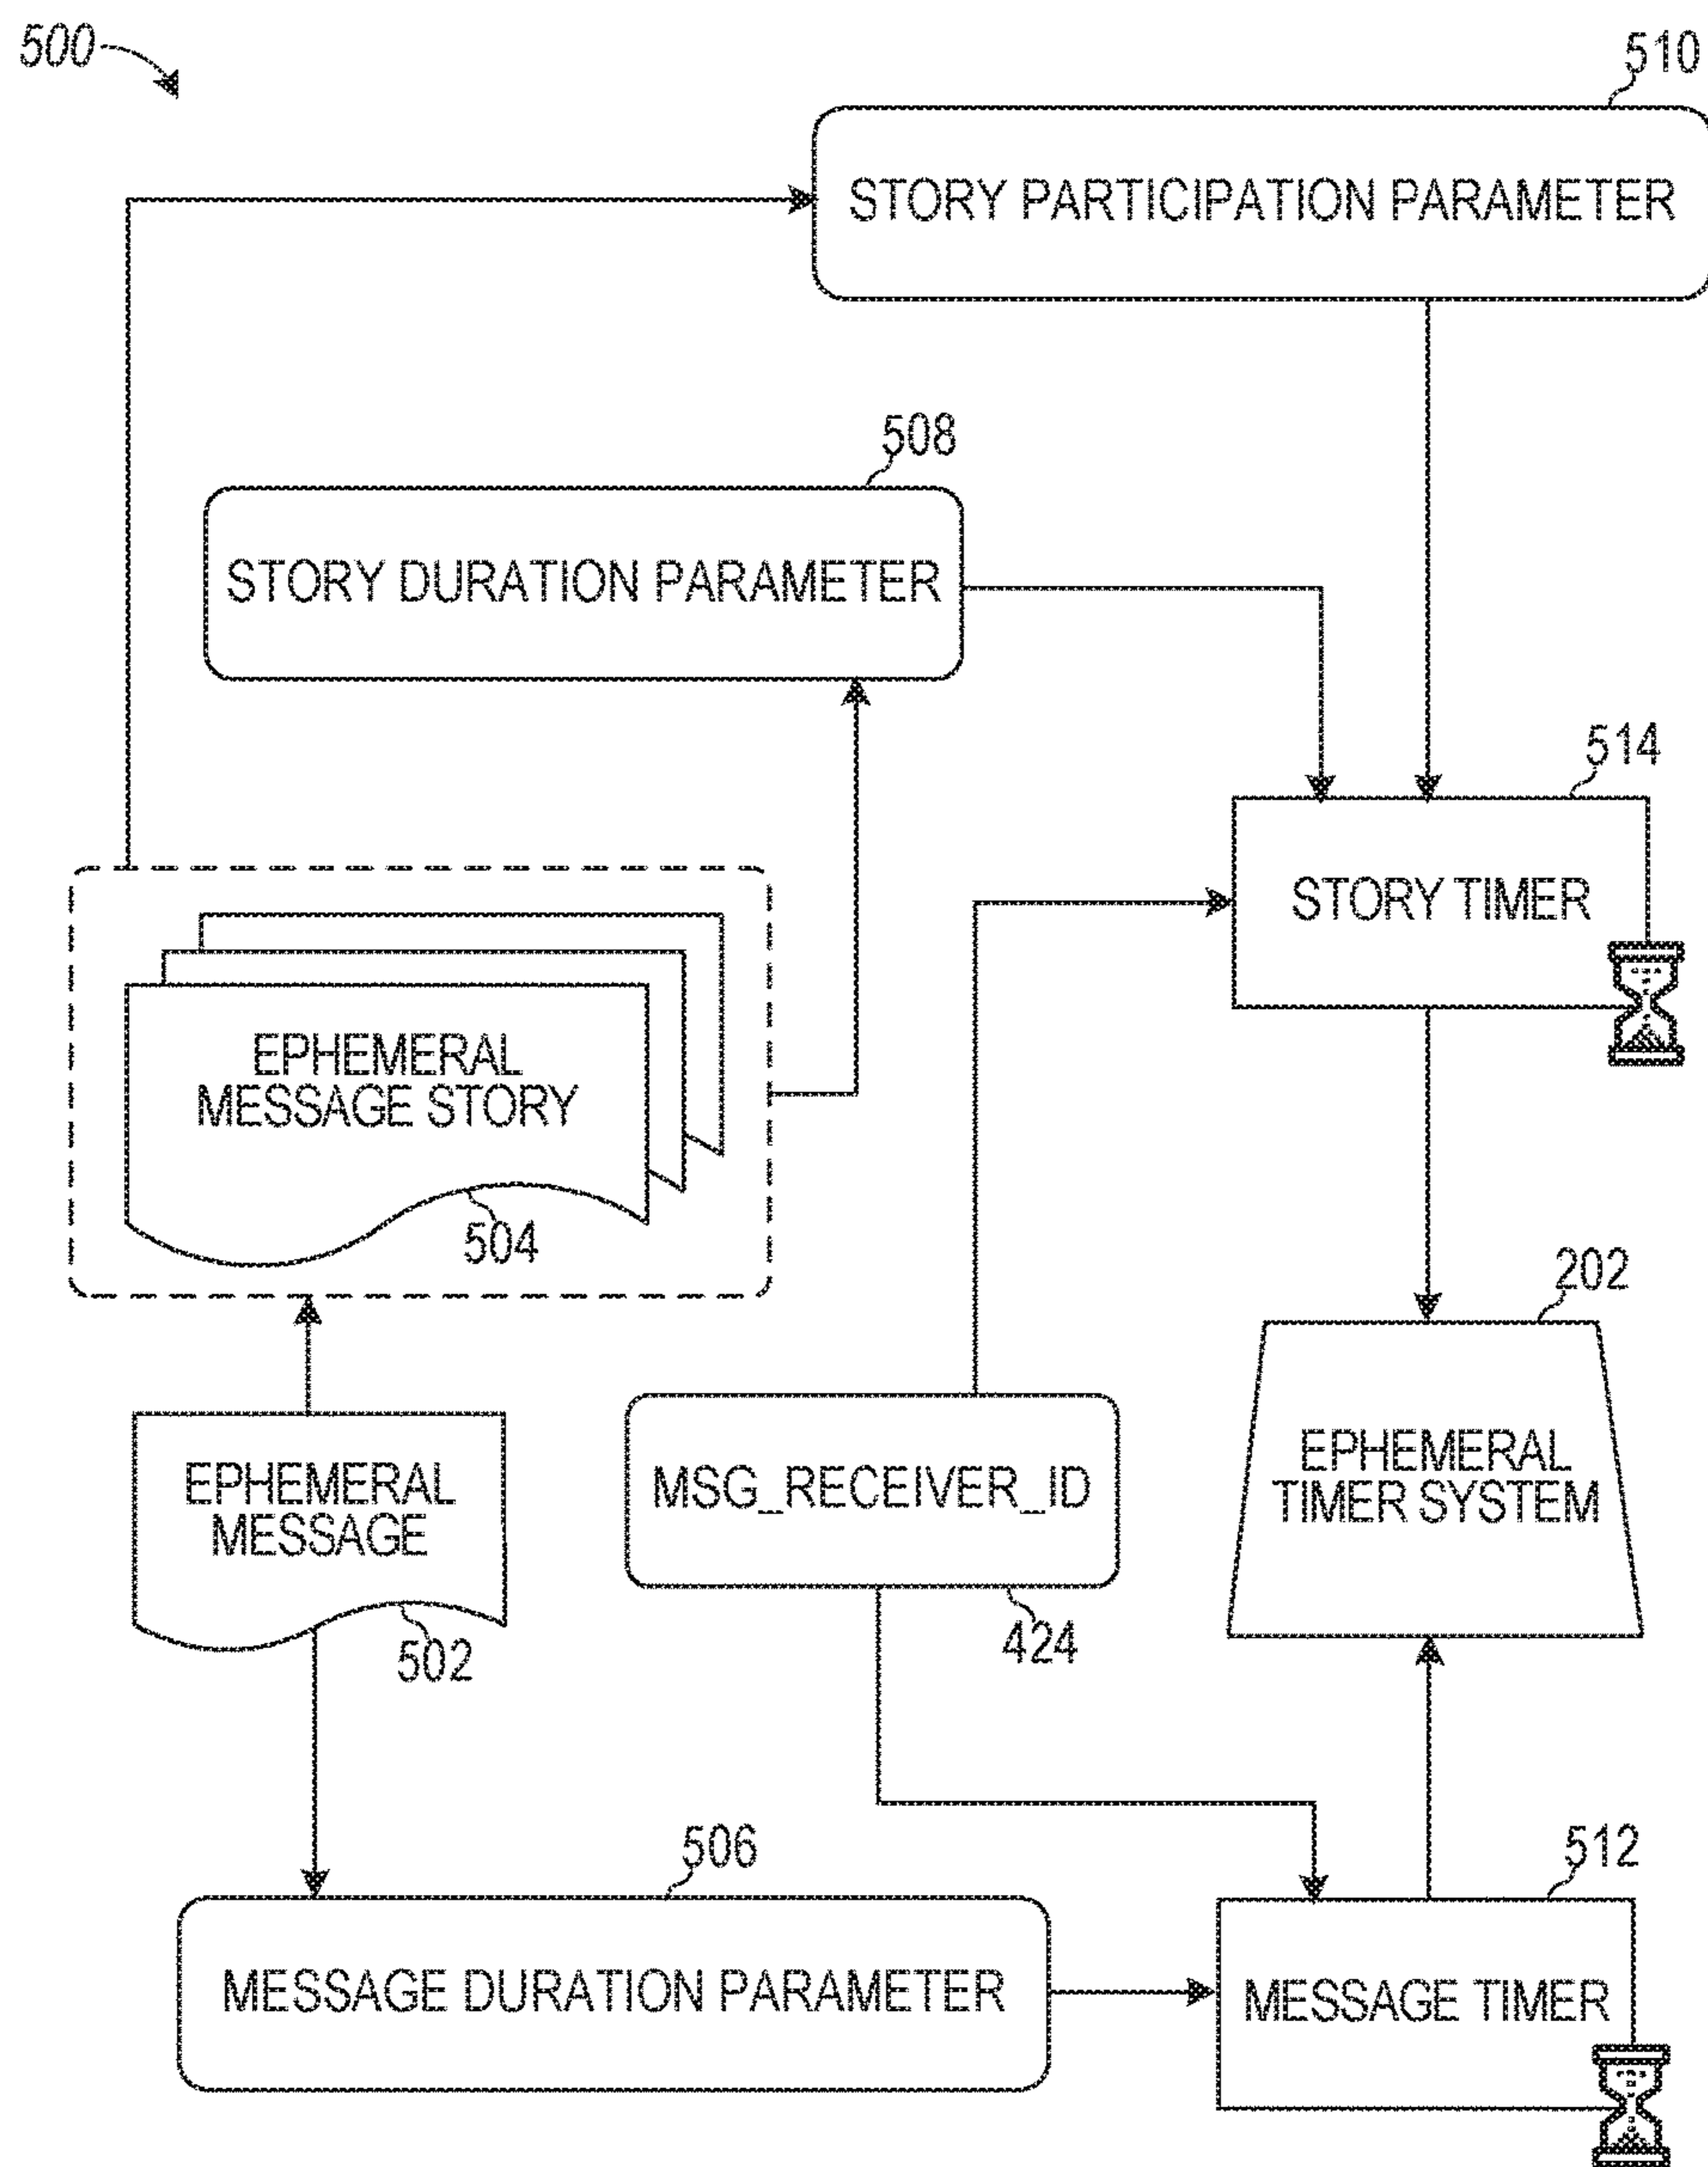 500
510
STORY PARTICIPATION PARAMETER
508
STORY DURATION PARAMETER
514
STORY TIMER
EPHEMERAL
MESSAGE STORY
504
202
EPHEMERAL
TIMER SYSTEM
EPHEMERAL
MESSAGE
502
MSG_RECEIVER_ID
424
506
MESSAGE DURATION PARAMETER
512
MESSAGE TIMER